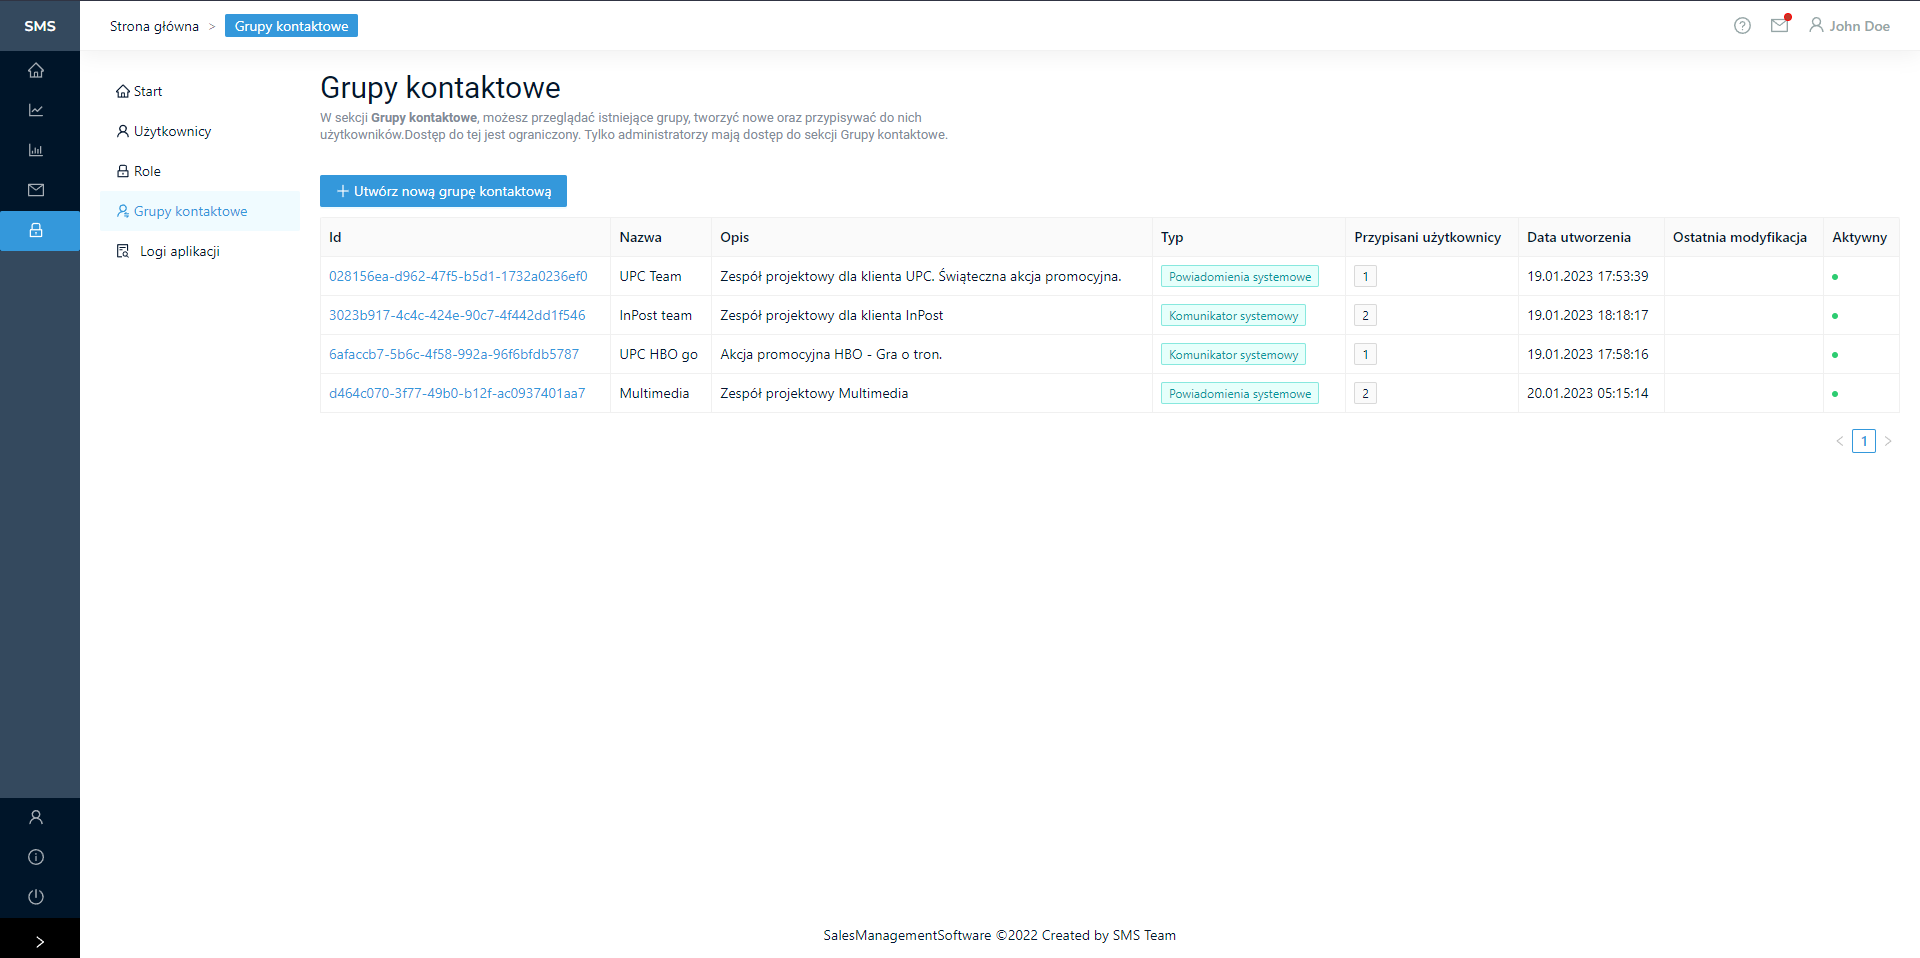 SMS
Strona główna > Grupy kontaktowe
John Doe
Start
Użytkownicy
Role
Grupy kontaktowe
Logi aplikacji
Grupy kontaktowe
W sekcji Grupy kontaktowe, możesz przeglądać istniejące grupy, tworzyć nowe oraz przypisywać do nich
użytkowników.Dostęp do tej jest ograniczony. Tylko administratorzy mają dostęp do sekcji Grupy kontaktowe.
+ Utwórz nową grupę kontaktową
Id Nazwa Opis Typ Przypisani użytkownicy Data utworzenia Ostatnia modyfikacja Aktywny
028156ea-d962-47f5-b5d1-1732a0236ef0 UPC Team Zespół projektowy dla klienta UPC. Świąteczna akcja promocyjna. Powiadomienia systemowe 1 19.01.2023 17:53:39
3023b917-4c4c-424e-90c7-4f442dd1f546 InPost team Zespół projektowy dla klienta InPost Komunikator systemowy 2 19.01.2023 18:18:17
6afaccb7-5b6c-4f58-992a-96f6bfdb5787 UPC HBO go Akcja promocyjna HBO - Gra o tron. Komunikator systemowy 1 19.01.2023 17:58:16
d464c070-3f77-49b0-b12f-ac0937401aa7 Multimedia Zespół projektowy Multimedia Powiadomienia systemowe 2 20.01.2023 05:15:14
< 1 >
SalesManagementSoftware ©2022 Created by SMS Team